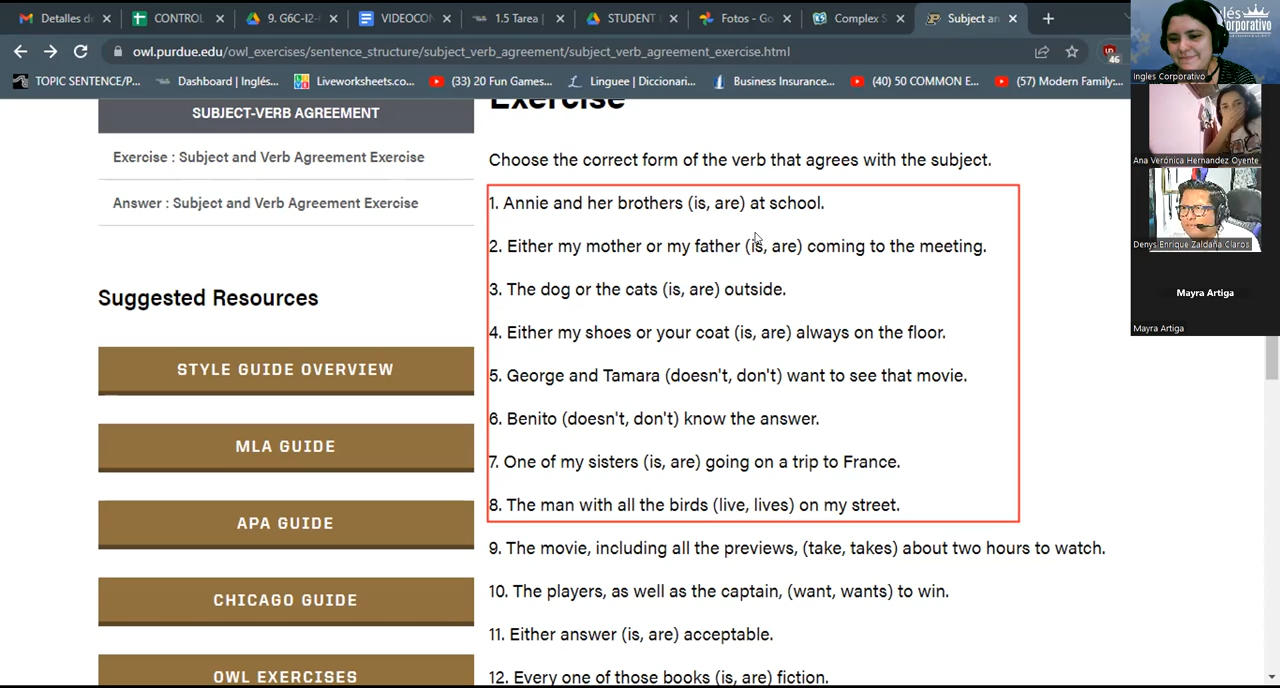 Detalles de
CONTROL
9. G6C-I2-
VIDEOCON
1.5 Tarea |
STUDENT
Fotos - Go
Complex S
Subject an
owl.purdue.edu/owl_exercises/sentence_structure/subject_verb_agreement/subject_verb_agreement_exercise.html
46
TOPIC SENTENCE/P...
Dashboard | Inglés...
Liveworksheets.co...
(33) 20 Fun Games...
Linguee | Diccionari...
Business Insurance...
(40) 50 COMMON E...
(57) Modern Family:...
lés
Corporativo
Ingles Corporativo
Ana Verónica Hernandez Oyente
Denys Enrique Zaldaña Claros
Mayra Artiga
Mayra Artiga
SUBJECT-VERB AGREEMENT
Exercise : Subject and Verb Agreement Exercise
Answer : Subject and Verb Agreement Exercise
Suggested Resources
STYLE GUIDE OVERVIEW
MLA GUIDE
APA GUIDE
CHICAGO GUIDE
OWL EXERCISES
Exercise
Choose the correct form of the verb that agrees with the subject.
1. Annie and her brothers (is, are) at school.
2. Either my mother or my father (is, are) coming to the meeting.
3. The dog or the cats (is, are) outside.
4. Either my shoes or your coat (is, are) always on the floor.
5. George and Tamara (doesn't, don't) want to see that movie.
6. Benito (doesn't, don't) know the answer.
7. One of my sisters (is, are) going on a trip to France.
8. The man with all the birds (live, lives) on my street.
9. The movie, including all the previews, (take, takes) about two hours to watch.
10. The players, as well as the captain, (want, wants) to win.
11. Either answer (is, are) acceptable.
12. Every one of those books (is, are) fiction.